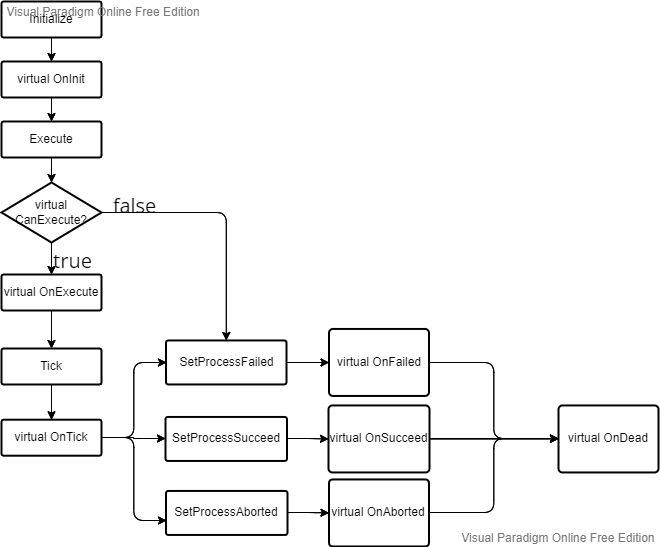 Visual Paradigm Online Free Edition
Initialize
virtual OnInit
Execute
virtual
CanExecute?
false
true
virtual OnExecute
Tick
virtual OnTick
SetProcessFailed
virtual OnFailed
SetProcessSucceed
virtual OnSucceed
virtual OnDead
SetProcessAborted
virtual OnAborted
Visual Paradigm Online Free Edition